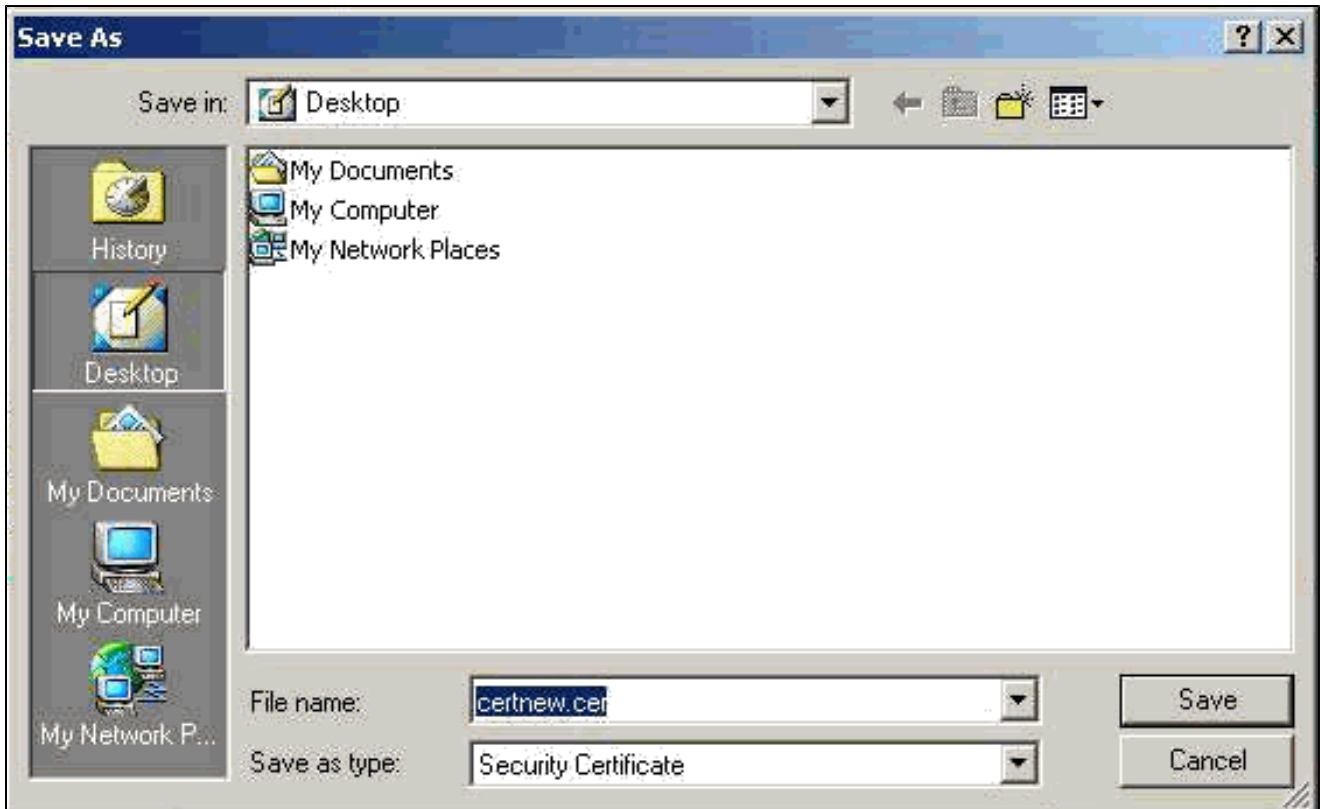 Save As
Save in: Desktop
My Documents
My Computer
My Network Places
History
Desktop
My Documents
My Computer
My Network P...
File name: certnew.cer
Save
Save as type: Security Certificate
Cancel